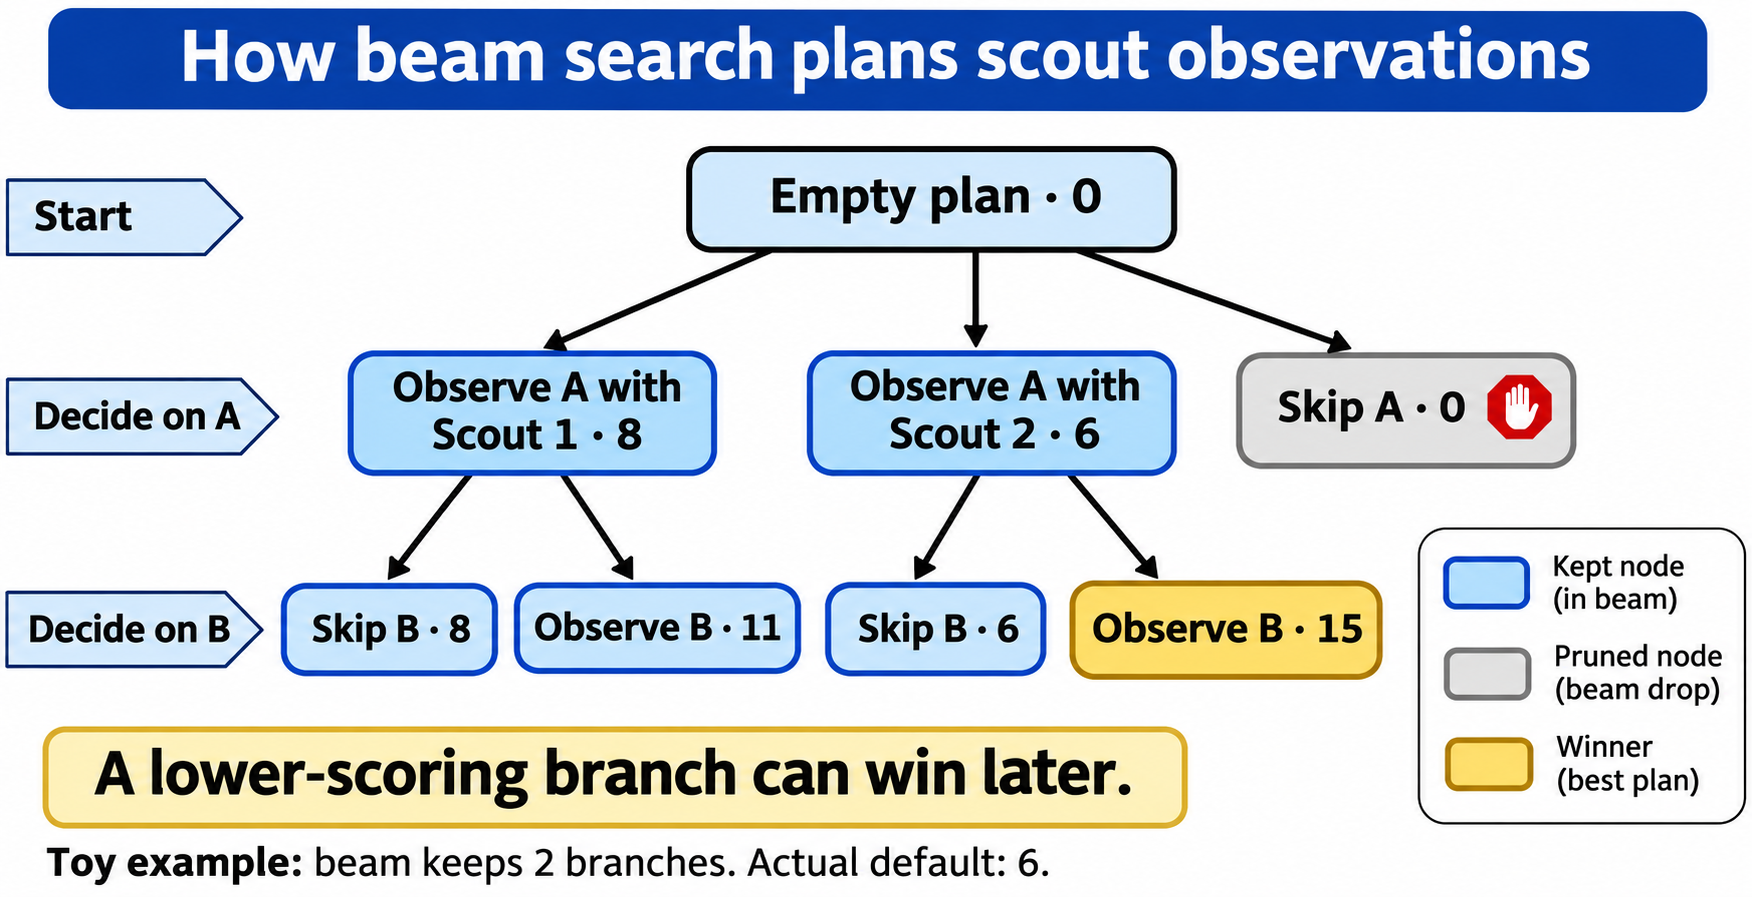 How beam search plans scout observations
Start
Empty plan · 0
Decide on A
Observe A with
Scout 1 · 8
Observe A with
Scout 2 · 6
Skip A · 0
Decide on B
Skip B · 8
Observe B · 11
Skip B · 6
Observe B · 15
Kept node
(in beam)
Pruned node
(beam drop)
Winner
(best plan)
A lower-scoring branch can win later.
Toy example: beam keeps 2 branches. Actual default: 6.